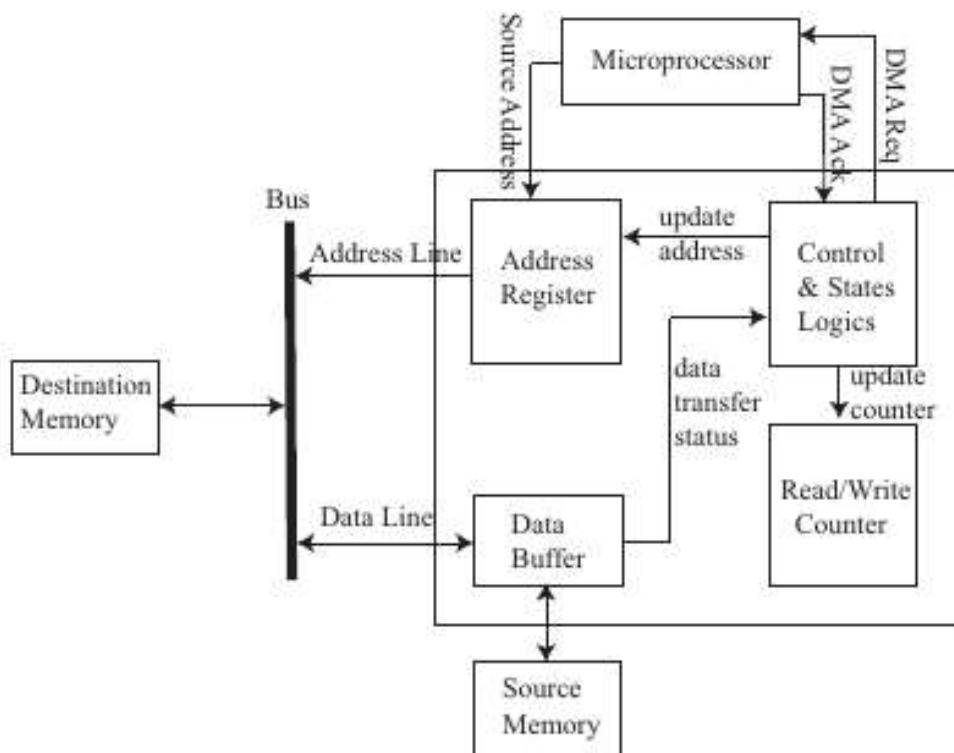 Microprocessor
Source Address
DMA Ack
DMA Req
Bus
Address Line
Address
Register
update
address
Control
& States
Logics
Destination
Memory
data
transfer
status
update
counter
Read/Write
Counter
Data Line
Data
Buffer
Source
Memory